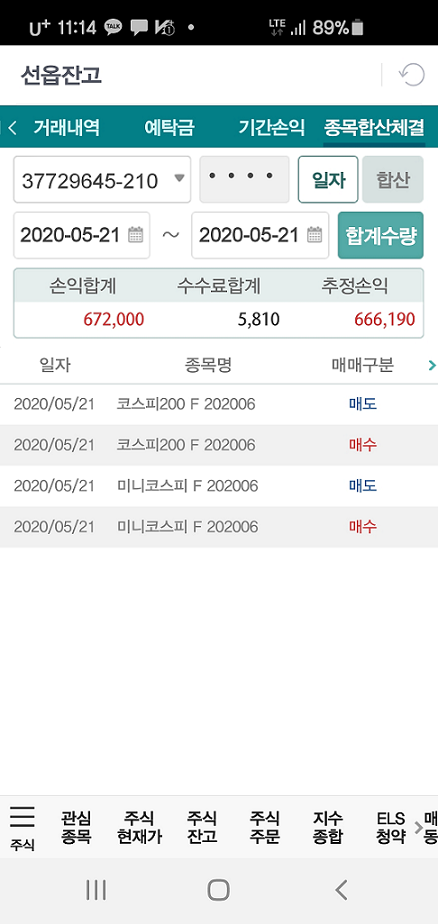 U+ 11:14 TALK LTE 89%
선옵잔고
거래내역 예탁금 기간손익 종목합산체결
37729645-210 일자 합산
2020-05-21 ~ 2020-05-21 합계수량
손익합계 수수료합계 추정손익
672,000 5,810 666,190
일자 종목명 매매구분
2020/05/21 코스피200 F 202006 매도
2020/05/21 코스피200 F 202006 매수
2020/05/21 미니코스피 F 202006 매도
2020/05/21 미니코스피 F 202006 매수
관심 주식 주식 주식 지수 ELS 매
주식 종목 현재가 잔고 주문 종합 청약 동